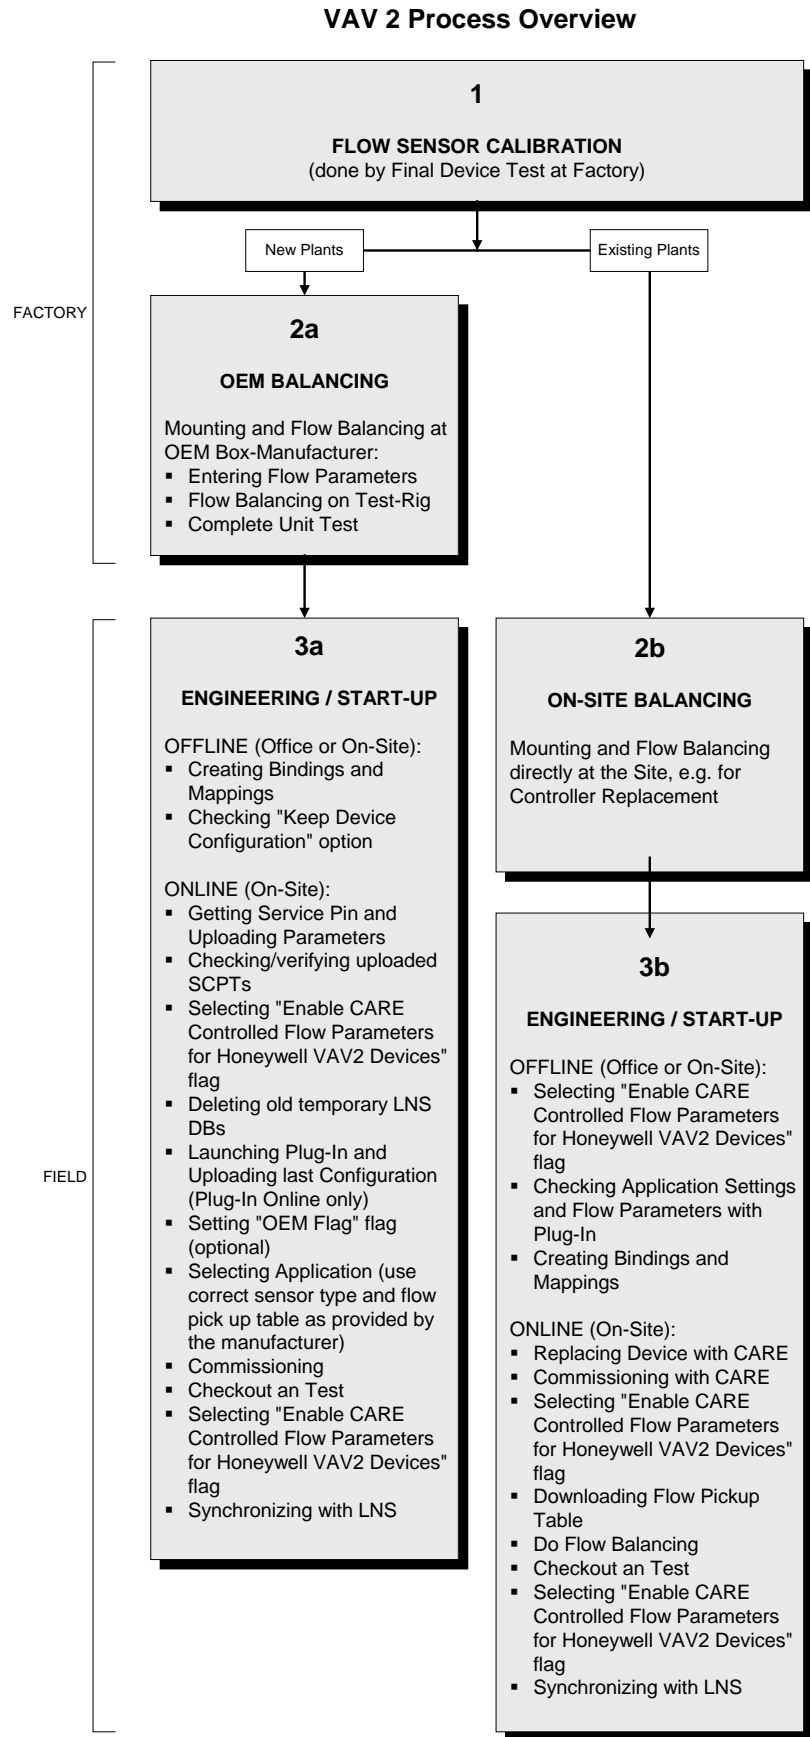 VAV 2 Process Overview
1
FLOW SENSOR CALIBRATION
(done by Final Device Test at Factory)
New Plants
Existing Plants
FACTORY
2a
OEM BALANCING
Mounting and Flow Balancing at
OEM Box-Manufacturer:
▪ Entering Flow Parameters
▪ Flow Balancing on Test-Rig
▪ Complete Unit Test
FIELD
3a
ENGINEERING / START-UP
OFFLINE (Office or On-Site):
▪ Creating Bindings and
Mappings
▪ Checking "Keep Device
Configuration" option
ONLINE (On-Site):
▪ Getting Service Pin and
Uploading Parameters
▪ Checking/verifying uploaded
SCPTs
▪ Selecting "Enable CARE
Controlled Flow Parameters
for Honeywell VAV2 Devices"
flag
▪ Deleting old temporary LNS
DBs
▪ Launching Plug-In and
Uploading last Configuration
(Plug-In Online only)
▪ Setting "OEM Flag" flag
(optional)
▪ Selecting Application (use
correct sensor type and flow
pick up table as provided by
the manufacturer)
▪ Commissioning
▪ Checkout an Test
▪ Selecting "Enable CARE
Controlled Flow Parameters
for Honeywell VAV2 Devices"
flag
▪ Synchronizing with LNS
2b
ON-SITE BALANCING
Mounting and Flow Balancing
directly at the Site, e.g. for
Controller Replacement
3b
ENGINEERING / START-UP
OFFLINE (Office or On-Site):
▪ Selecting "Enable CARE
Controlled Flow Parameters
for Honeywell VAV2 Devices"
flag
▪ Checking Application Settings
and Flow Parameters with
Plug-In
▪ Creating Bindings and
Mappings
ONLINE (On-Site):
▪ Replacing Device with CARE
▪ Commissioning with CARE
▪ Selecting "Enable CARE
Controlled Flow Parameters
for Honeywell VAV2 Devices"
flag
▪ Downloading Flow Pickup
Table
▪ Do Flow Balancing
▪ Checkout an Test
▪ Selecting "Enable CARE
Controlled Flow Parameters
for Honeywell VAV2 Devices"
flag
▪ Synchronizing with LNS